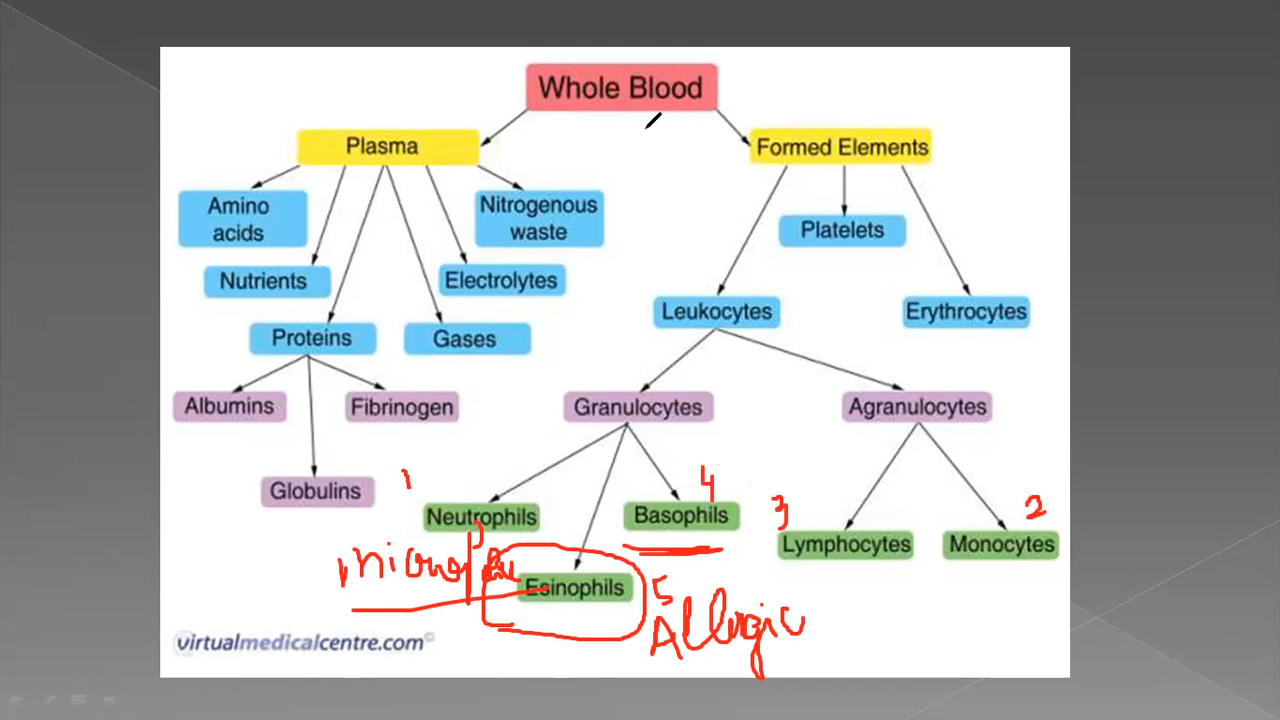 Whole Blood
Plasma
Formed Elements
Amino
acids
Nitrogenous
waste
Platelets
Nutrients
Electrolytes
Leukocytes
Erythrocytes
Proteins
Gases
Albumins
Fibrinogen
Granulocytes
Agranulocytes
Globulins
1
Neutrophils
4
Basophils
3
Lymphocytes
2
Monocytes
Esinophils
5
Allergic
virtualmedicalcentre.com©